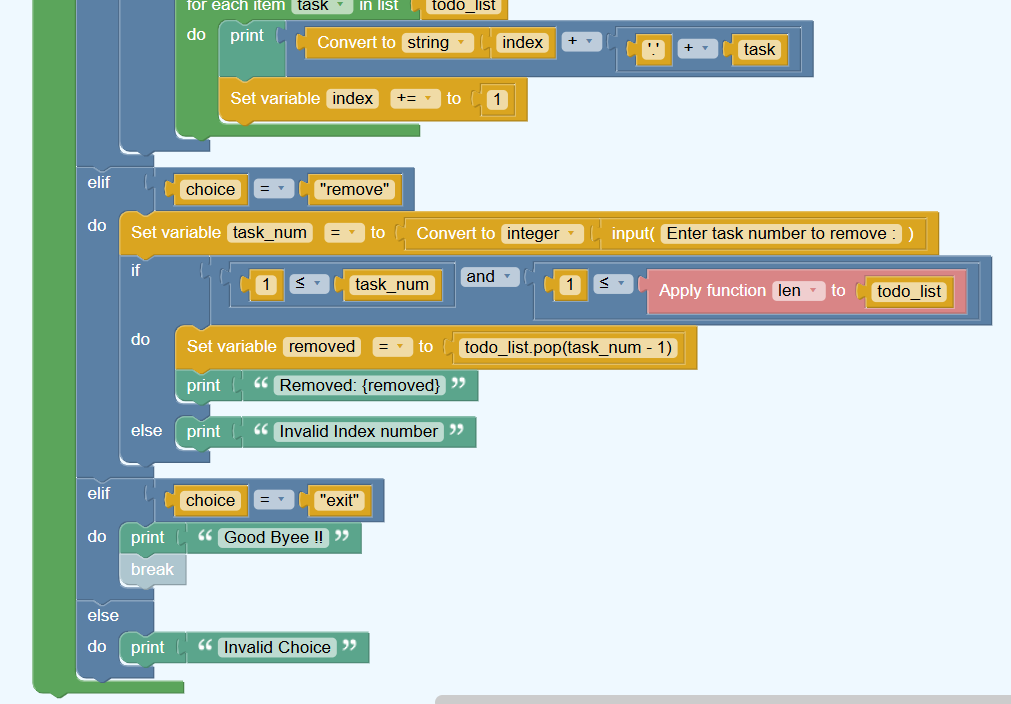 for each item task ▾ in list todo_list
do print Convert to string ▾ index + ▾ '.' + ▾ task
Set variable index += ▾ to 1
elif choice = ▾ "remove"
do Set variable task_num = ▾ to Convert to integer ▾ input( Enter task number to remove : )
if 1 ≤ ▾ task_num and ▾ 1 ≤ ▾ Apply function len ▾ to todo_list
do Set variable removed = ▾ to todo_list.pop(task_num - 1)
print “ Removed: {removed} ”
else print “ Invalid Index number ”
elif choice = ▾ "exit"
do print “ Good Byee !! ”
break
else
do print “ Invalid Choice ”